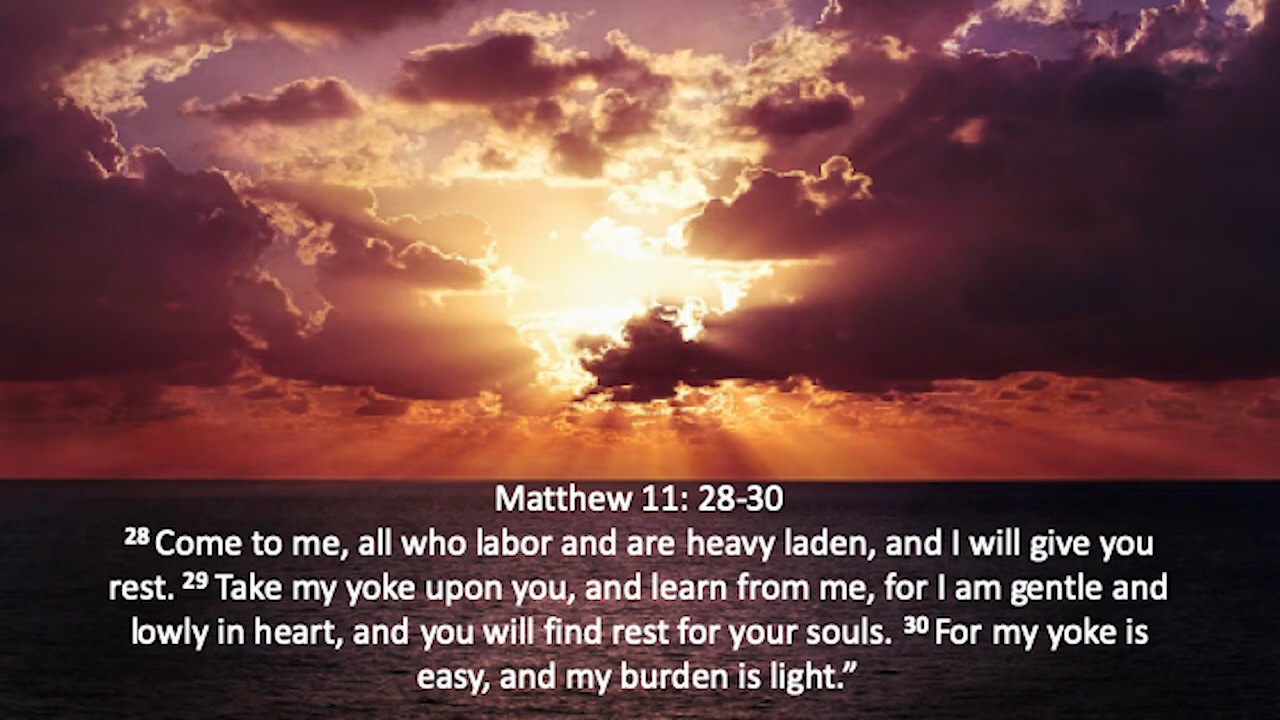 Matthew 11: 28-30
28 Come to me, all who labor and are heavy laden, and I will give you
rest. 29 Take my yoke upon you, and learn from me, for I am gentle and
lowly in heart, and you will find rest for your souls. 30 For my yoke is
easy, and my burden is light.”